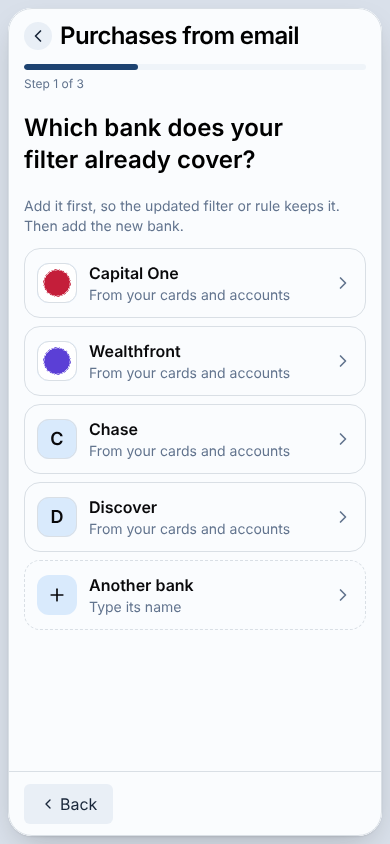 Purchases from email
Step 1 of 3
Which bank does your
filter already cover?
Add it first, so the updated filter or rule keeps it.
Then add the new bank.
Capital One
From your cards and accounts
Wealthfront
From your cards and accounts
C
Chase
From your cards and accounts
D
Discover
From your cards and accounts
Another bank
Type its name
Back